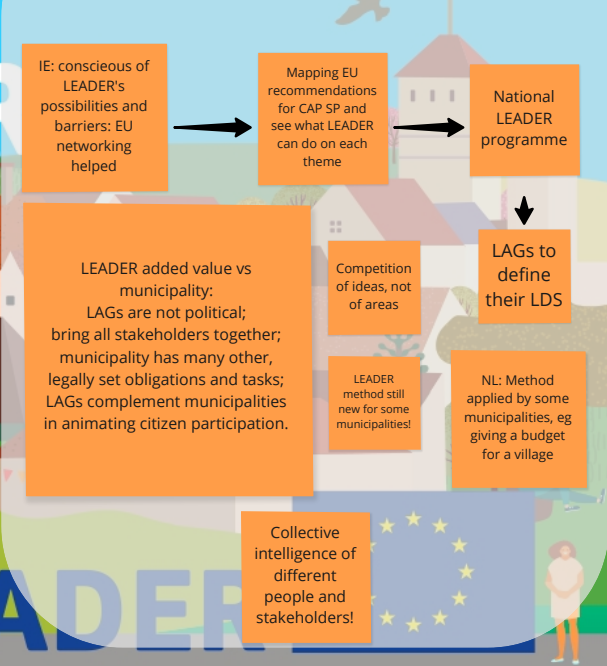 IE: conscieous of
LEADER's
possibilities and
barriers: EU
networking
helped
Mapping EU
recommendations
for CAP SP and
see what LEADER
can do on each
theme
National
LEADER
programme
LEADER added value vs
municipality:
LAGs are not political;
bring all stakeholders together;
municipality has many other,
legally set obligations and tasks;
LAGs complement municipalities
in animating citizen participation.
Competition
of ideas, not
of areas
LAGs to
define
their LDS
LEADER
method still
new for some
municipalities!
NL: Method
applied by some
municipalities, eg
giving a budget
for a village
Collective
intelligence of
different
people and
stakeholders!
ADER